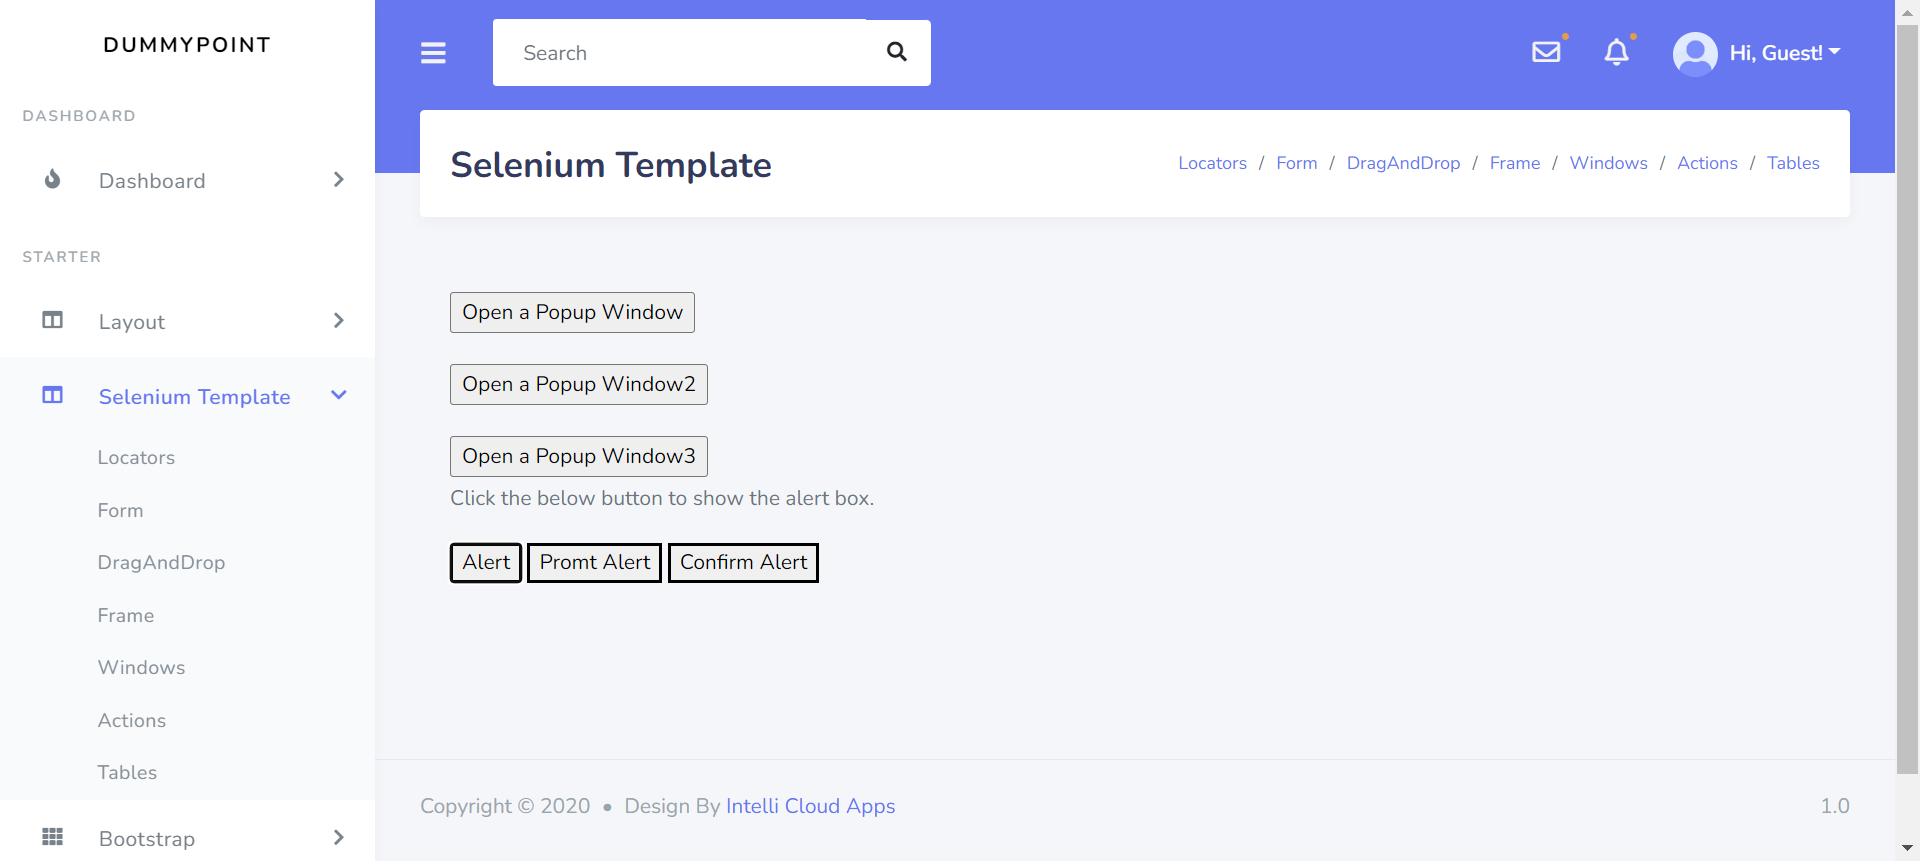 DUMMYPOINT
DASHBOARD
Dashboard
STARTER
Layout
Selenium Template
Locators
Form
DragAndDrop
Frame
Windows
Actions
Tables
Bootstrap
Search
Hi, Guest!
Selenium Template
Locators / Form / DragAndDrop / Frame / Windows / Actions / Tables
Open a Popup Window
Open a Popup Window2
Open a Popup Window3
Click the below button to show the alert box.
Alert Promt Alert Confirm Alert
Copyright © 2020 • Design By Intelli Cloud Apps
1.0